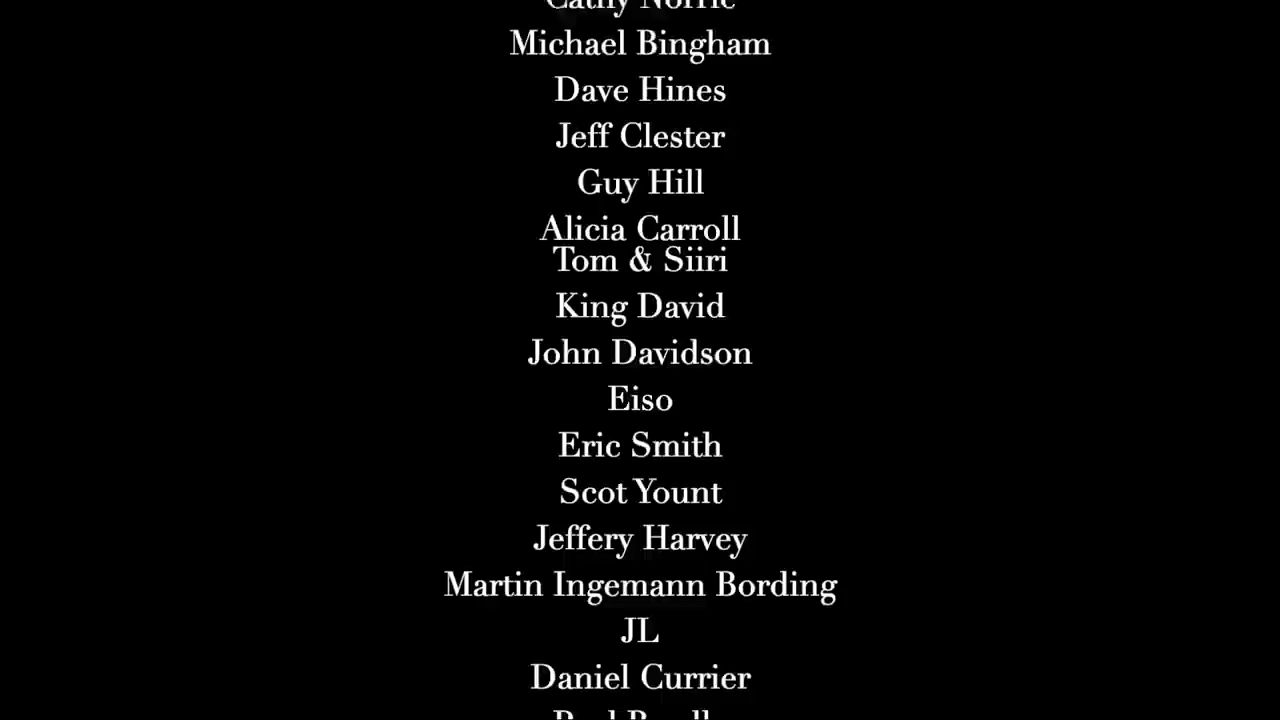 Michael Bingham
Dave Hines
Jeff Clester
Guy Hill
Alicia Carroll
Tom & Siiri
King David
John Davidson
Eiso
Eric Smith
Scot Yount
Jeffery Harvey
Martin Ingemann Bording
JL
Daniel Currier